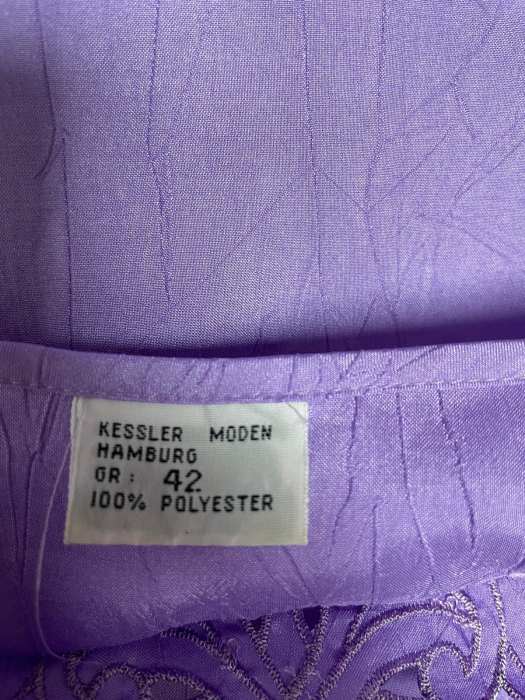 KESSLER MODEN
HAMBURG
GR: 42
100% POLYESTER